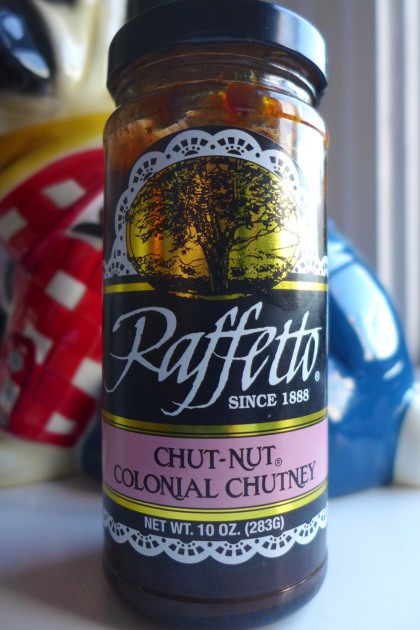 Raffetto®
SINCE 1888
CHUT-NUT®
COLONIAL CHUTNEY
NET WT. 10 OZ. (283G)